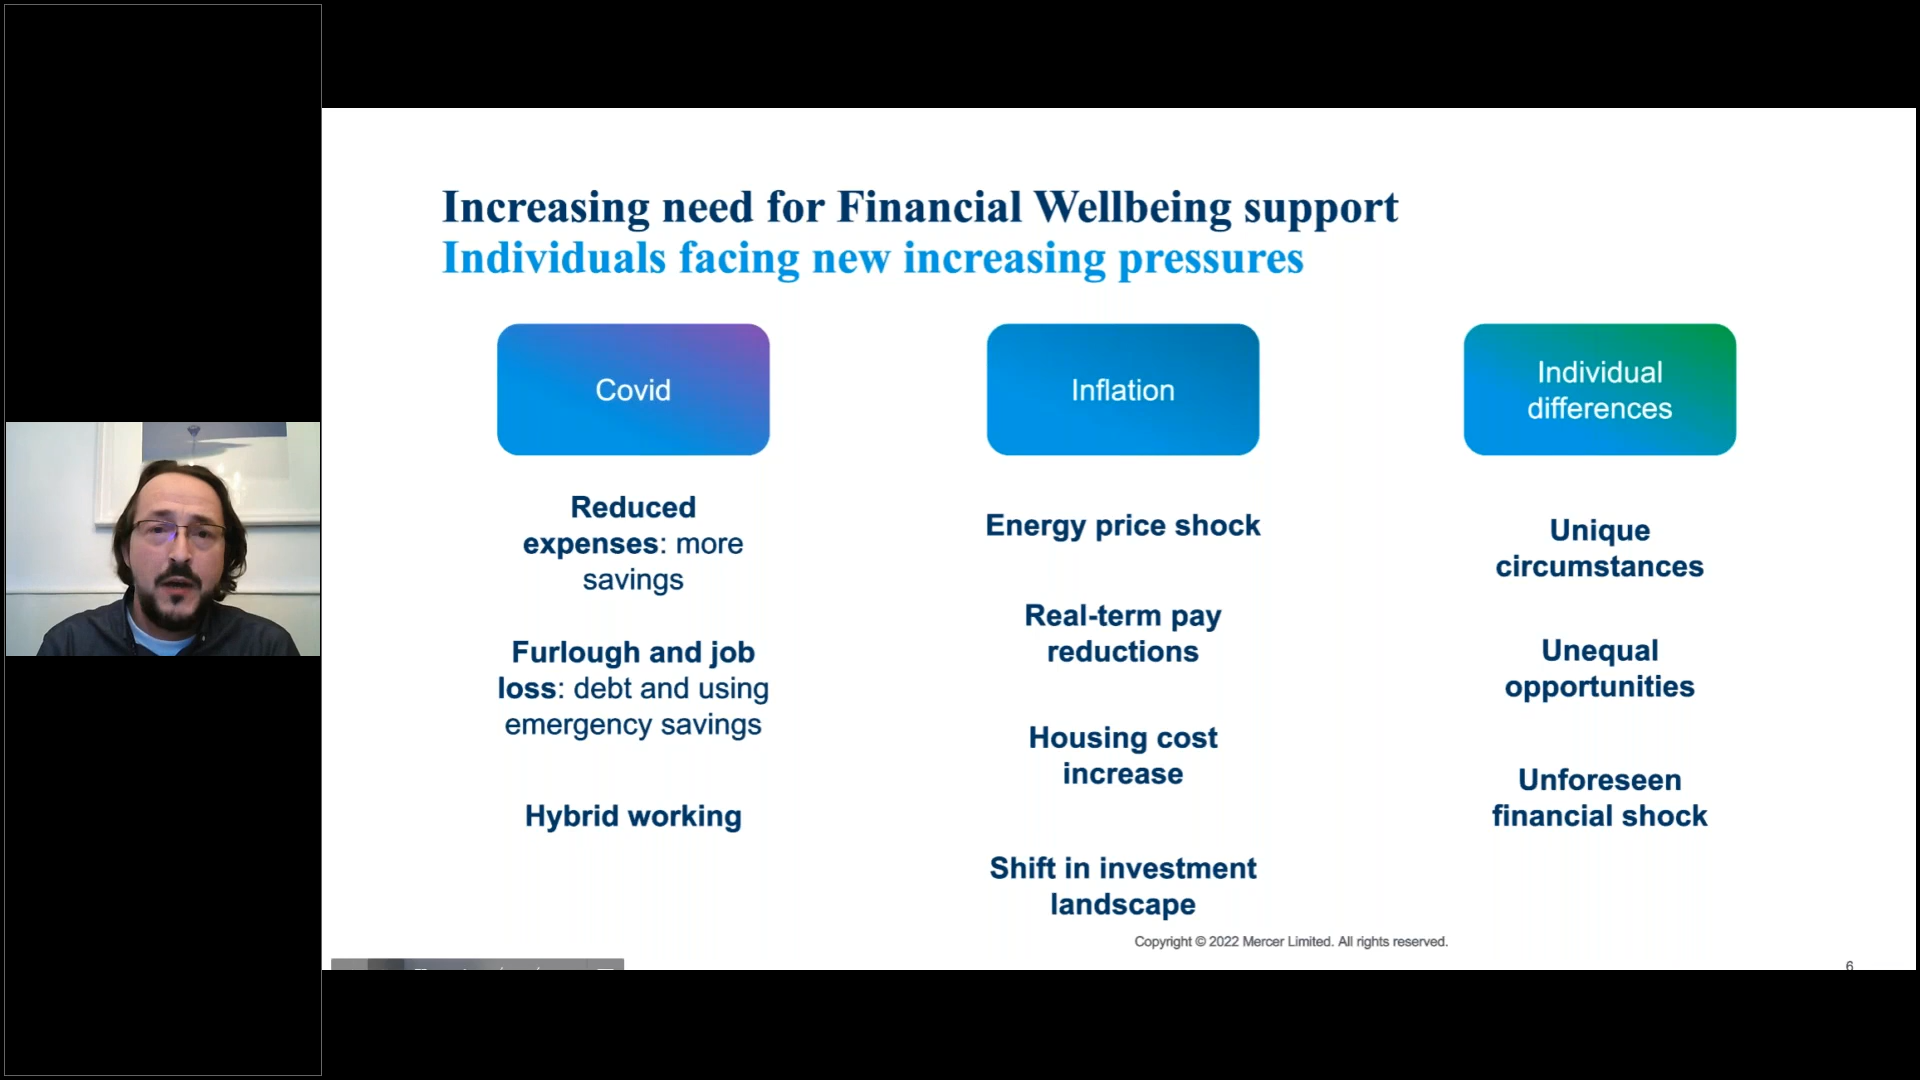 Increasing need for Financial Wellbeing support
Individuals facing new increasing pressures
Covid
Reduced
expenses: more
savings
Furlough and job
loss: debt and using
emergency savings
Hybrid working
Inflation
Energy price shock
Real-term pay
reductions
Housing cost
increase
Shift in investment
landscape
Individual
differences
Unique
circumstances
Unequal
opportunities
Unforeseen
financial shock
Copyright © 2022 Mercer Limited. All rights reserved.
6